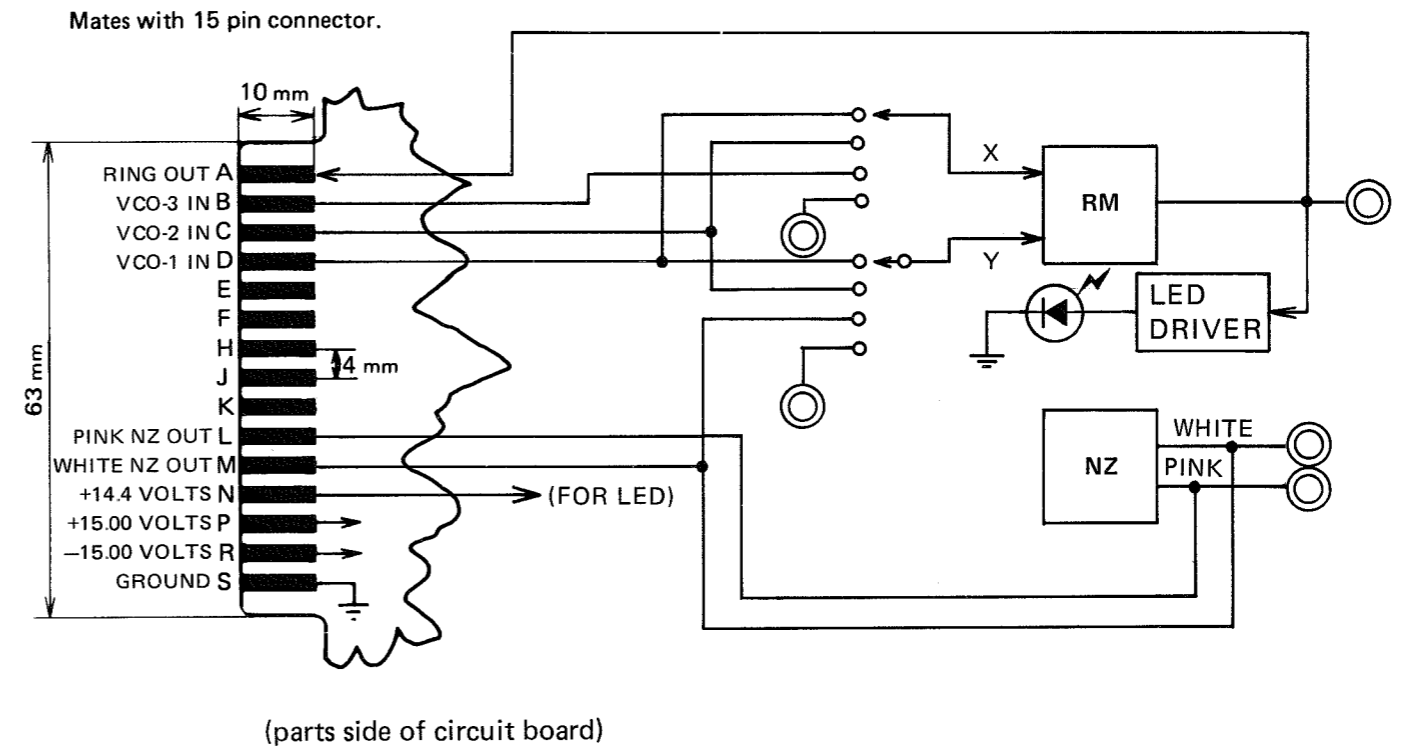 Mates with 15 pin connector.
10 mm
63 mm
RING OUT A
VCO-3 IN B
VCO-2 IN C
VCO-1 IN D
E
F
H
J
4 mm
K
PINK NZ OUT L
WHITE NZ OUT M
+14.4 VOLTS N
(FOR LED)
+15.00 VOLTS P
−15.00 VOLTS R
GROUND S
X
Y
RM
LED
DRIVER
NZ
WHITE
PINK
(parts side of circuit board)